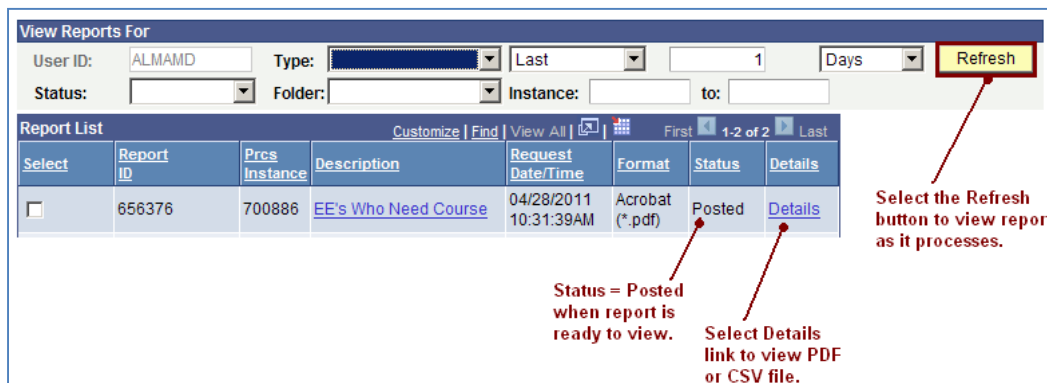 View Reports For
User ID: ALMAMD Type: Last 1 Days Refresh
Status: Folder: Instance: to:
Report List Customize | Find | View All | | First 1-2 of 2 Last
Select Report ID Prcs Instance Description Request Date/Time Format Status Details
656376 700886 EE's Who Need Course 04/28/2011 10:31:39AM Acrobat (*.pdf) Posted Details
Select the Refresh
button to view repor
as it processes.
Status = Posted
when report is
ready to view.
Select Details
link to view PDF
or CSV file.